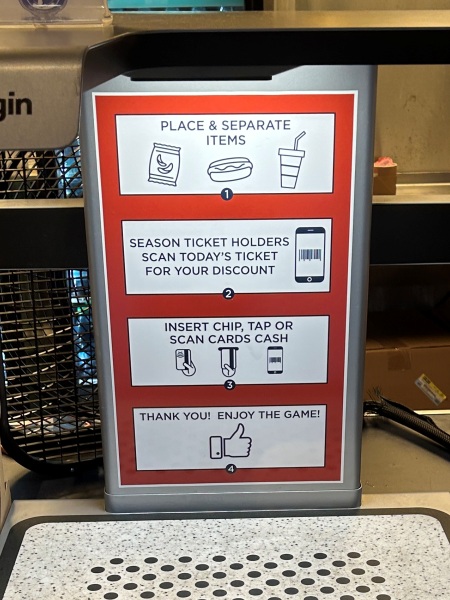 gin
PLACE & SEPARATE
ITEMS
1
SEASON TICKET HOLDERS
SCAN TODAY'S TICKET
FOR YOUR DISCOUNT
2
INSERT CHIP, TAP OR
SCAN CARDS CASH
3
THANK YOU! ENJOY THE GAME!
4